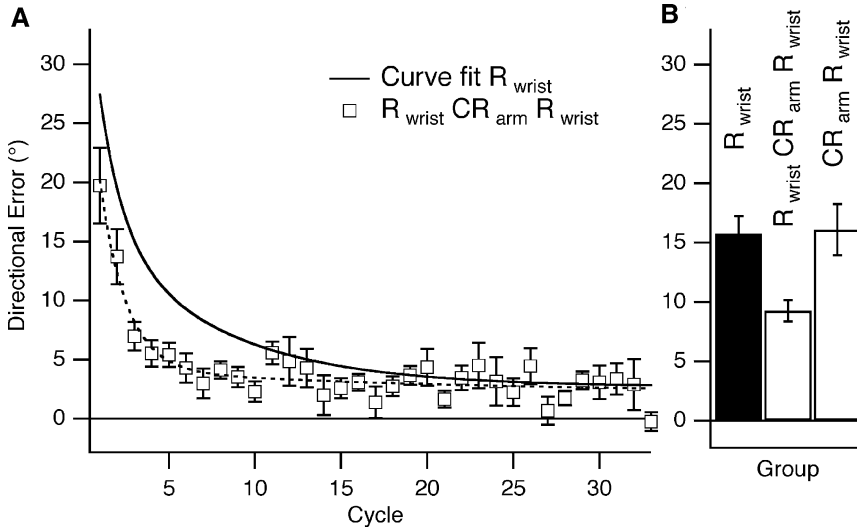 A
B
30
25
20
15
10
5
0
Directional Error (°)
Curve fit R wrist
R wrist CR arm R wrist
5
10
15
20
25
30
Cycle
30
25
20
15
10
5
0
R wrist
R wrist CR arm R wrist
CR arm R wrist
Group